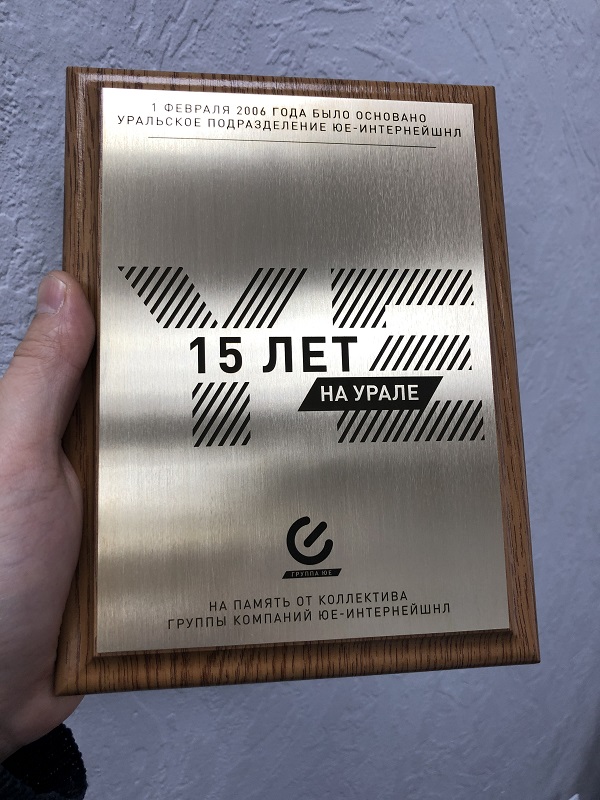 1 ФЕВРАЛЯ 2006 ГОДА БЫЛО ОСНОВАНО
УРАЛЬСКОЕ ПОДРАЗДЕЛЕНИЕ ЮЕ-ИНТЕРНЕЙШНЛ
YE
15 ЛЕТ
НА УРАЛЕ
ГРУППА ЮЕ
НА ПАМЯТЬ ОТ КОЛЛЕКТИВА
ГРУППЫ КОМПАНИЙ ЮЕ-ИНТЕРНЕЙШНЛ